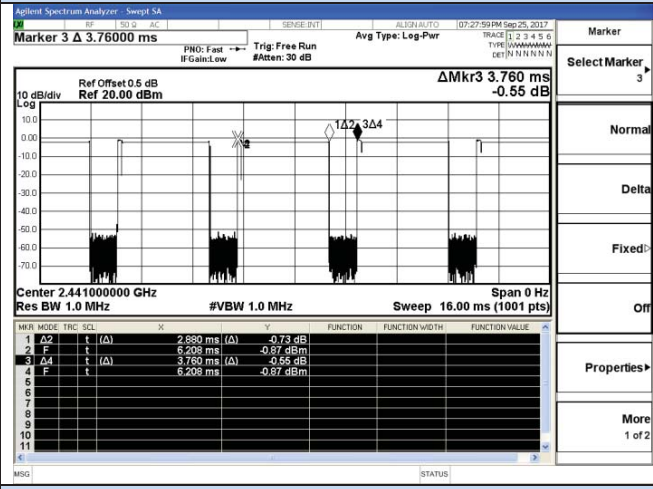 Agilent Spectrum Analyzer - Swept SA
RF 50 Ω AC SENSE:INT ALIGN AUTO 07:27:59 PM Sep 25, 2017
Marker 3 Δ 3.76000 ms
PNO: Fast
IFGain:Low
Trig: Free Run
#Atten: 30 dB
Avg Type: Log-Pwr
TRACE 1 2 3 4 5 6
TYPE WWWWWW
DET N N N N N N
Ref Offset 0.5 dB
10 dB/div Ref 20.00 dBm
Log
ΔMkr3 3.760 ms
-0.55 dB
10.0
0.00
-10.0
-20.0
-30.0
-40.0
-50.0
-60.0
-70.0
1Δ2 3Δ4
Center 2.441000000 GHz Span 0 Hz
Res BW 1.0 MHz #VBW 1.0 MHz Sweep 16.00 ms (1001 pts)
MKR MODE TRC SCL X Y FUNCTION FUNCTION WIDTH FUNCTION VALUE
1 Δ2 t (Δ) 2.880 ms (Δ) -0.73 dB
2 F t 6.208 ms -0.87 dBm
3 Δ4 t (Δ) 3.760 ms (Δ) -0.55 dB
4 F t 6.208 ms -0.87 dBm
5
6
7
8
9
10
11
MSG STATUS
Marker
Select Marker
3
Normal
Delta
Fixed
Off
Properties
More
1 of 2